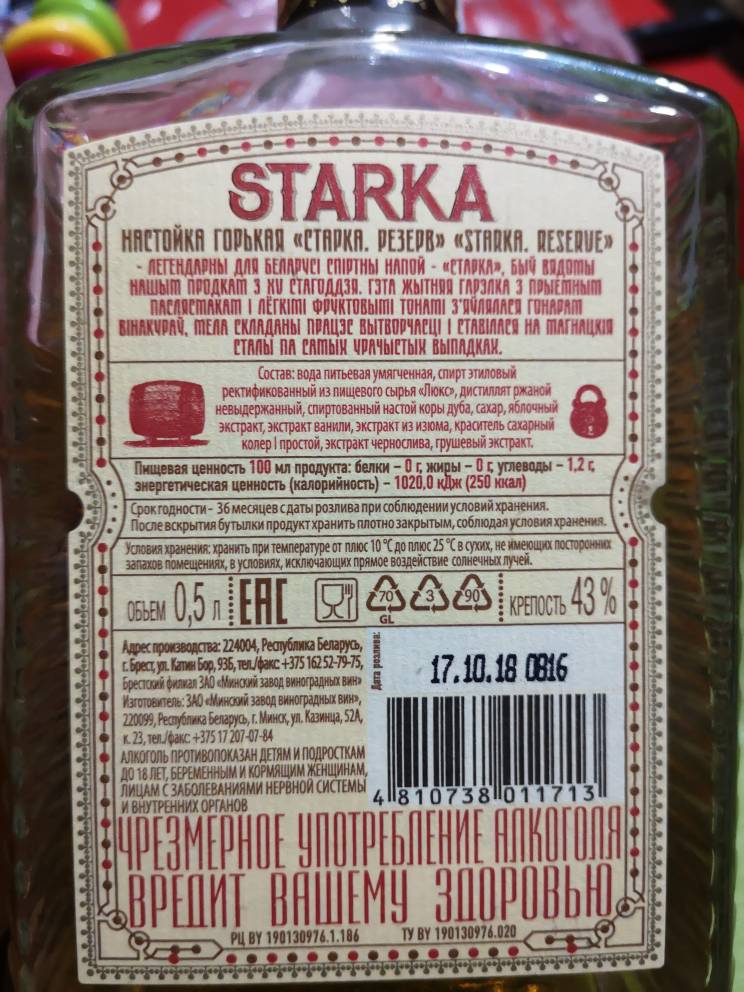 STARKA
НАСТОЙКА ГОРЬКАЯ «СТАРКА. РЕЗЕРВ» «STARKA. RESERVE»
- ЛЕГЕНДАРНЫ ДЛЯ БЕЛАРУСІ СПІРТНЫ НАПОЙ - «СТАРКА», БЫЎ ВЯДОМЫ
НАШЫМ ПРОДКАМ З XV СТАГОДДЗЯ. ГЭТА ЖЫТНЯЯ ГАРЭЛКА З ПРЫЕМНЫМ
ПАСЛЯСМАКАМ І ЛЁГКІМІ ФРУКТОВЫМІ ТОНАМІ З'ЯЎЛЯЛАСЯ ГОНАРАМ
ВІНАКУРАЎ, МЕЛА СКЛАДАНЫ ПРАЦЭС ВЫТВОРЧАСЦІ І СТАВІЛАСЯ НА МАГНАЦКІЯ
СТАЛЫ ПА САМЫХ УРАЧЫСТЫХ ВЫПАДКАХ.
Состав: вода питьевая умягченная, спирт этиловый
ректификованный из пищевого сырья «Люкс», дистиллят ржаной
невыдержанный, спиртованный настой коры дуба, сахар, яблочный
экстракт, экстракт ванили, экстракт из изюма, краситель сахарный
колер I простой, экстракт чернослива, грушевый экстракт.
Пищевая ценность 100 мл продукта: белки – 0 г, жиры – 0 г, углеводы – 1,2 г,
энергетическая ценность (калорийность) – 1020,0 кДж (250 ккал)
Срок годности - 36 месяцев с даты розлива при соблюдении условий хранения.
После вскрытия бутылки продукт хранить плотно закрытым, соблюдая условия хранения.
Условия хранения: хранить при температуре от плюс 10 °С до плюс 25 °С в сухих, не имеющих посторонних
запахов помещениях, в условиях, исключающих прямое воздействие солнечных лучей.
ОБЪЕМ 0,5 л EAC 70 GL 3 90 КРЕПОСТЬ 43 %
Адрес производства: 224004, Республика Беларусь,
г. Брест, ул. Катин Бор, 93Б, тел./факс: +375 162 52-79-75,
Брестский филиал ЗАО «Минский завод виноградных вин»
Изготовитель: ЗАО «Минский завод виноградных вин»,
220099, Республика Беларусь, г. Минск, ул. Казинца, 52А,
к. 23, тел./факс: +375 17 207-07-84
АЛКОГОЛЬ ПРОТИВОПОКАЗАН ДЕТЯМ И ПОДРОСТКАМ
ДО 18 ЛЕТ, БЕРЕМЕННЫМ И КОРМЯЩИМ ЖЕНЩИНАМ,
ЛИЦАМ С ЗАБОЛЕВАНИЯМИ НЕРВНОЙ СИСТЕМЫ
И ВНУТРЕННИХ ОРГАНОВ
Дата розлива:
17.10.18 0816
4 810738 011713
ЧРЕЗМЕРНОЕ УПОТРЕБЛЕНИЕ АЛКОГОЛЯ
ВРЕДИТ ВАШЕМУ ЗДОРОВЬЮ
РЦ BY 190130976.1.186 ТУ BY 190130976.020